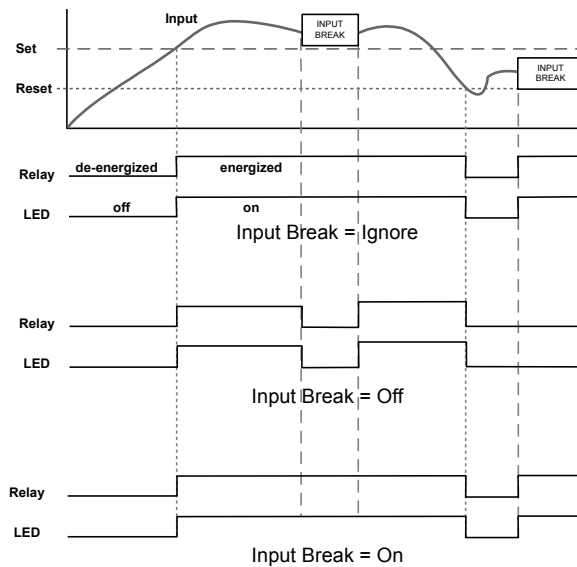 Input
INPUT
BREAK
Set
INPUT
BREAK
Reset
de-energized
energized
Relay
LED
off
on
Input Break = Ignore
Relay
LED
Input Break = Off
Relay
LED
Input Break = On